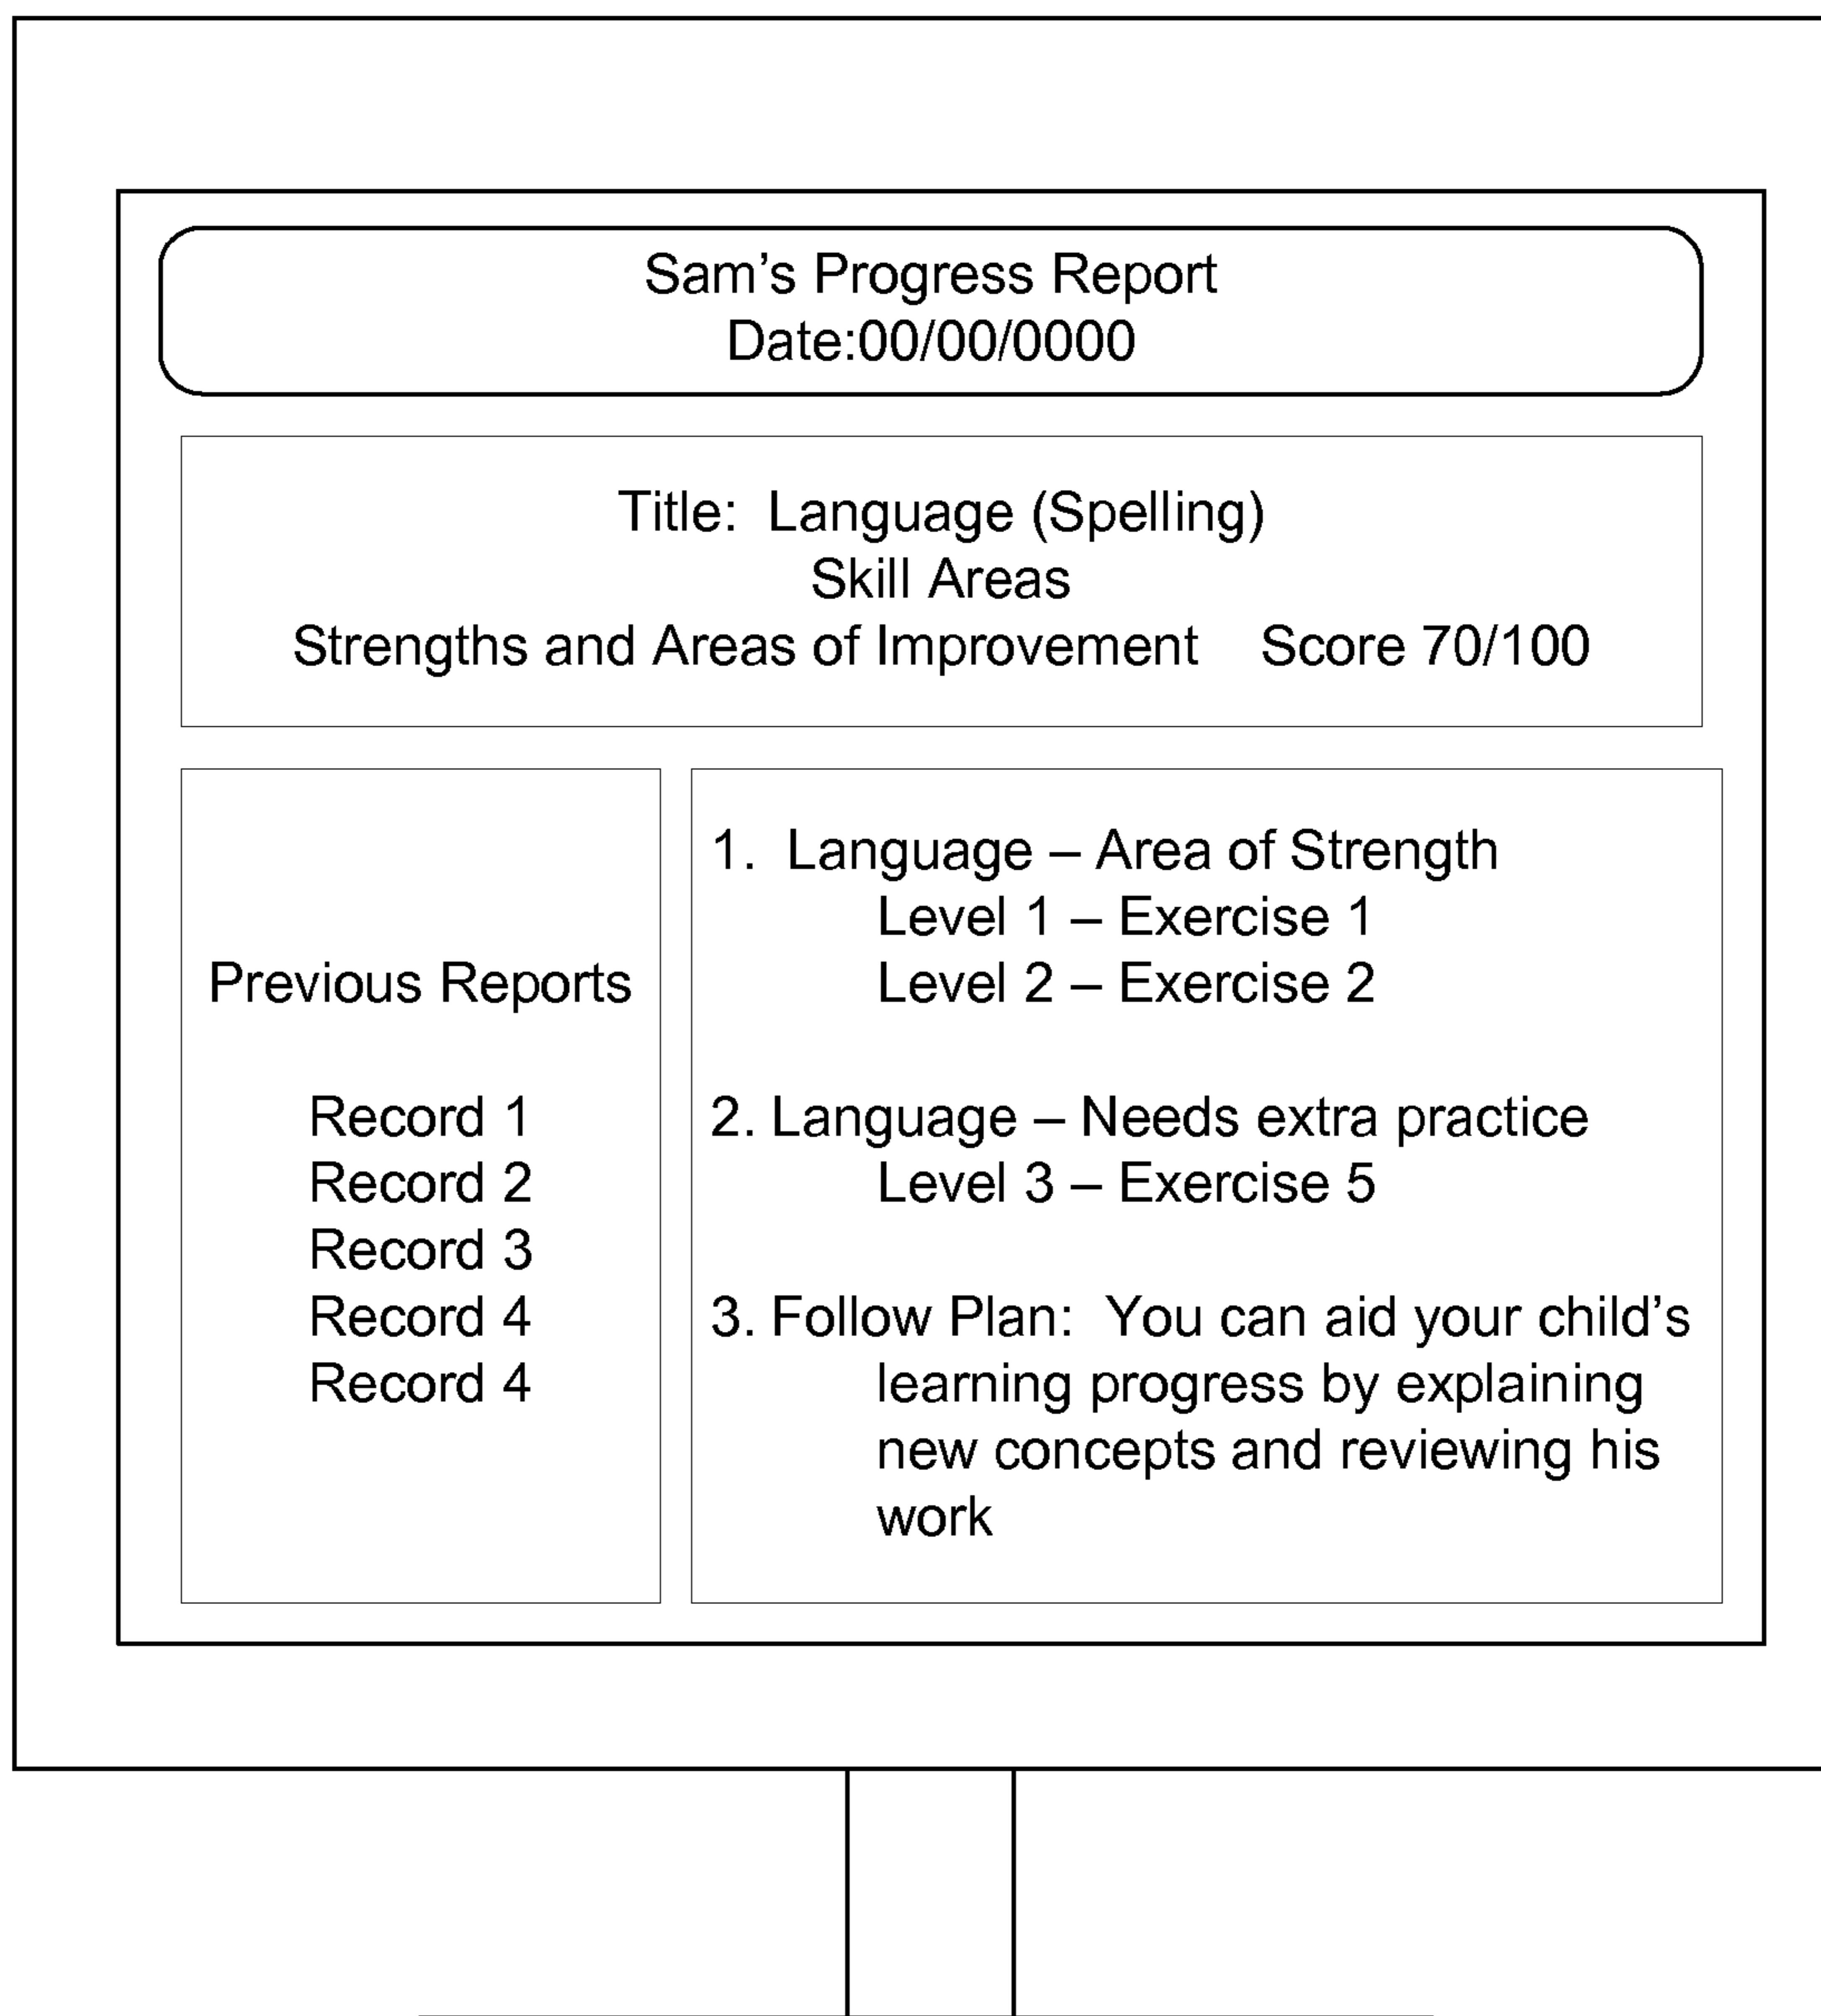 Sam’s Progress Report
Date:00/00/0000
Title:  Language (Spelling)
Skill Areas
Strengths and Areas of Improvement    Score 70/100
Previous Reports
Record 1
Record 2
Record 3
Record 4
Record 4
1.  Language – Area of Strength
Level 1 – Exercise 1
Level 2 – Exercise 2
2. Language – Needs extra practice
Level 3 – Exercise 5
3. Follow Plan:  You can aid your child’s
learning progress by explaining
new concepts and reviewing his
work